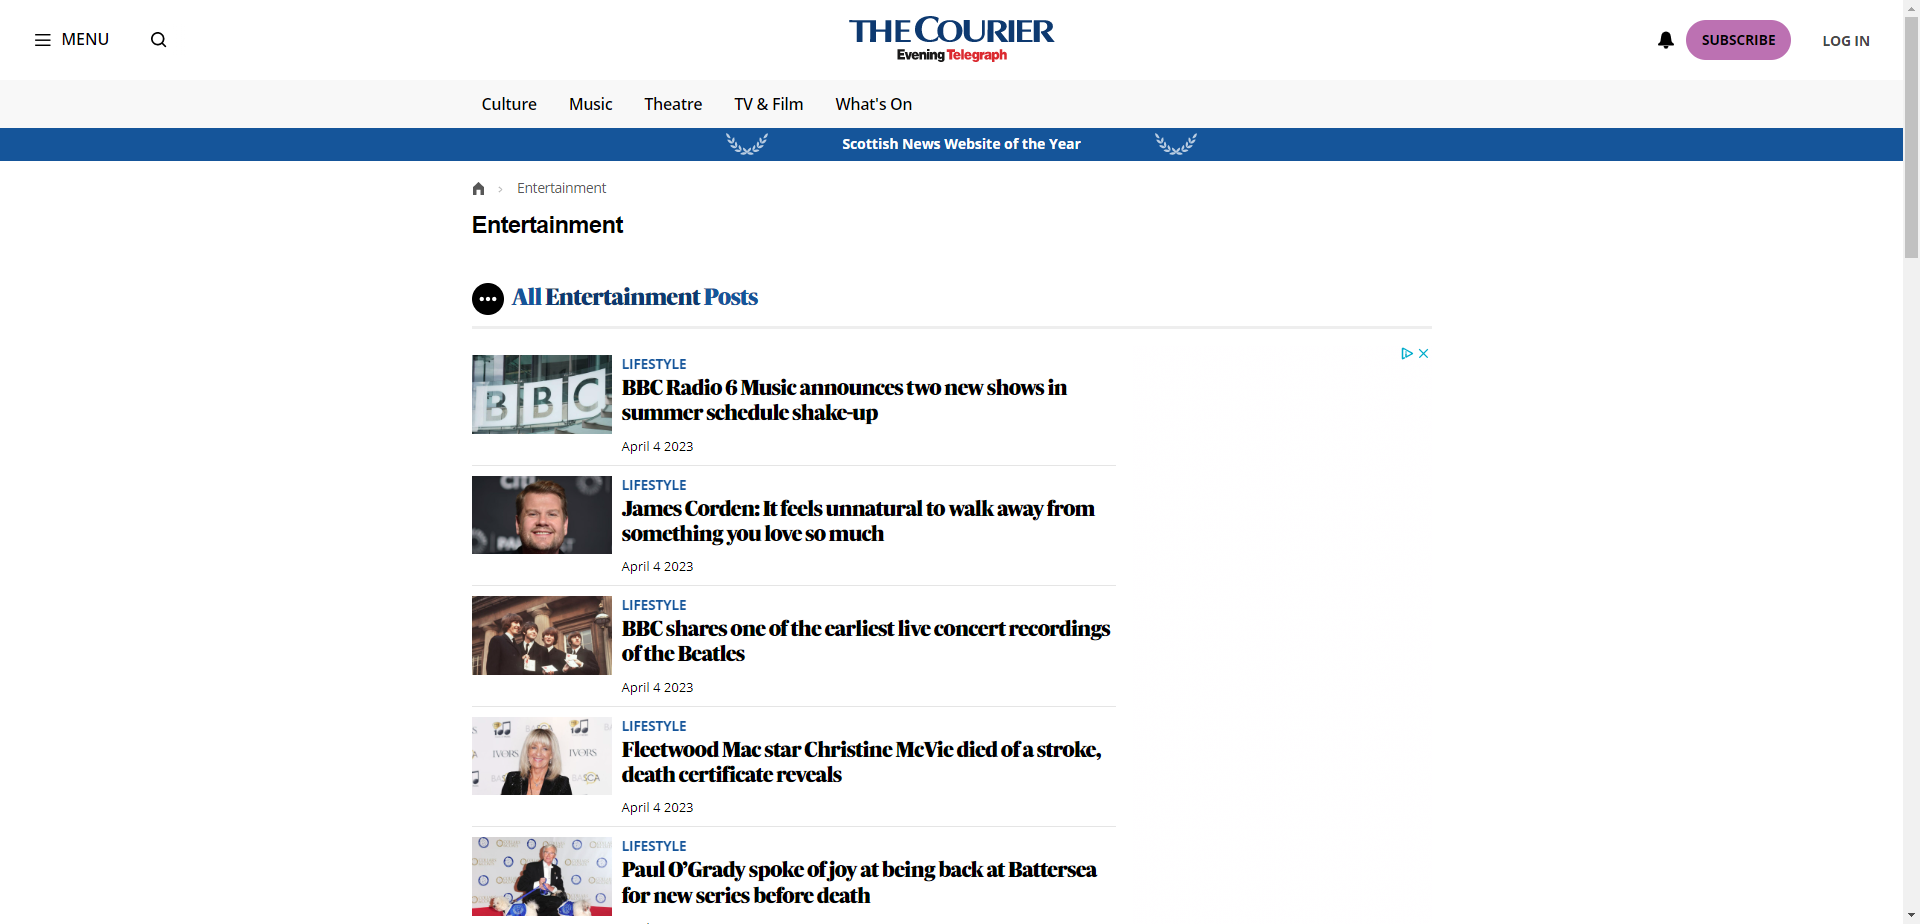 MENU
THE COURIER
Evening Telegraph
SUBSCRIBE
LOG IN
Culture
Music
Theatre
TV & Film
What's On
Scottish News Website of the Year
Entertainment
Entertainment
All Entertainment Posts
BBC
LIFESTYLE
BBC Radio 6 Music announces two new shows in
summer schedule shake-up
April 4 2023
LIFESTYLE
James Corden: It feels unnatural to walk away from
something you love so much
April 4 2023
LIFESTYLE
BBC shares one of the earliest live concert recordings
of the Beatles
April 4 2023
IVORS
IVORS
BASCA
LIFESTYLE
Fleetwood Mac star Christine McVie died of a stroke,
death certificate reveals
April 4 2023
LIFESTYLE
Paul O’Grady spoke of joy at being back at Battersea
for new series before death